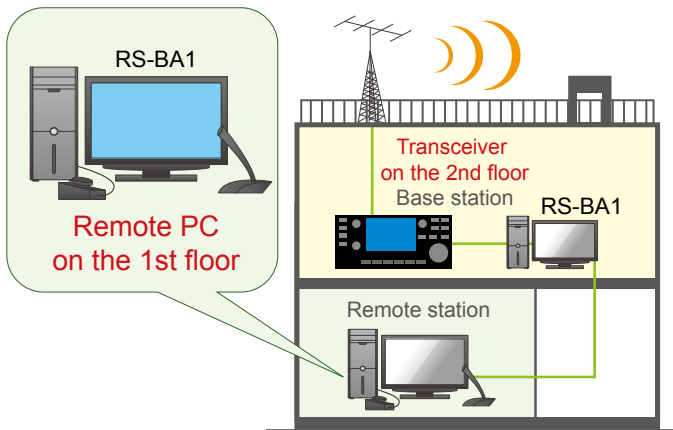 RS-BA1
Remote PC
on the 1st floor
Transceiver
on the 2nd floor
Base station
RS-BA1
Remote station